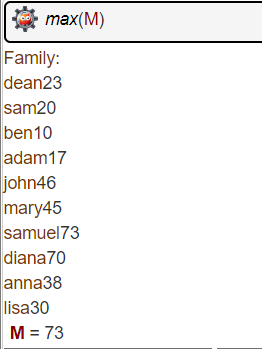 max(M)
Family:
dean23
sam20
ben10
adam17
john46
mary45
samuel73
diana70
anna38
lisa30
M = 73